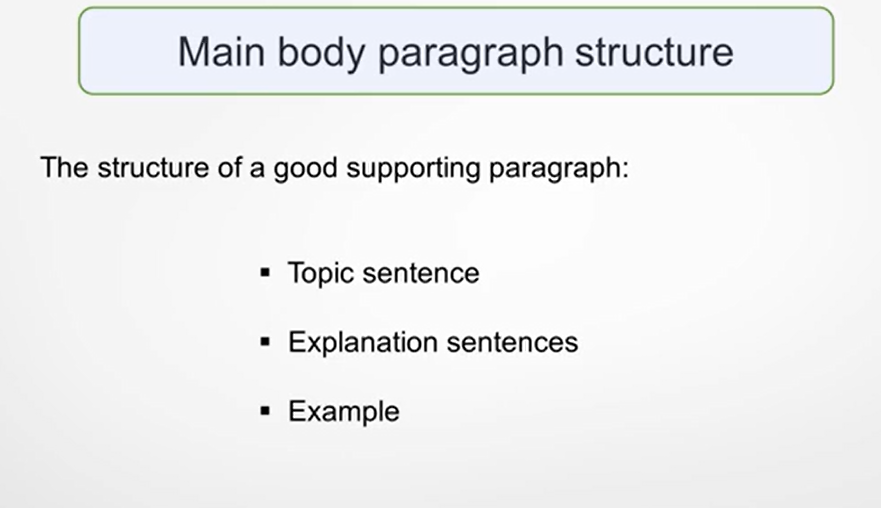 Main body paragraph structure
The structure of a good supporting paragraph:
▪ Topic sentence
▪ Explanation sentences
▪ Example